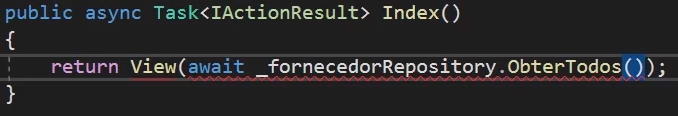 public async Task<IActionResult> Index()
{
return View(await _fornecedorRepository.ObterTodos());
}